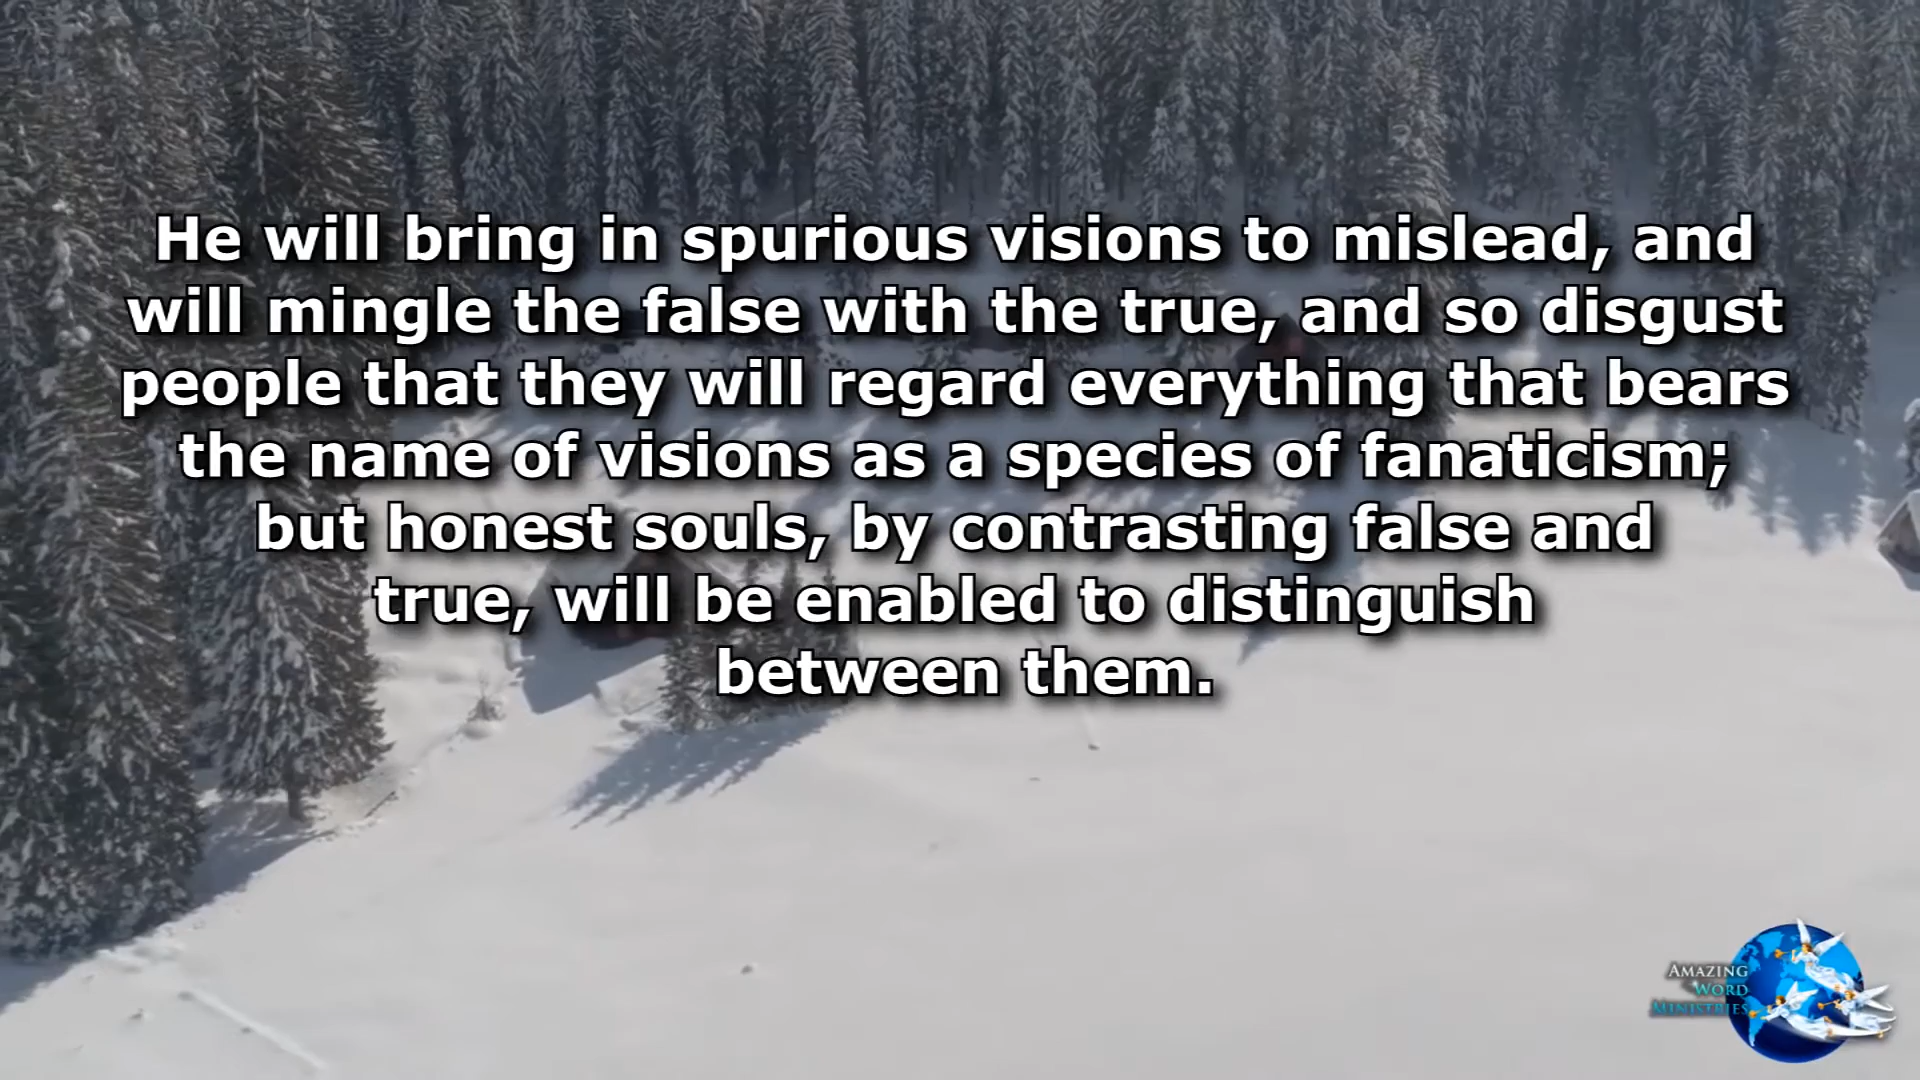 He will bring in spurious visions to mislead, and
will mingle the false with the true, and so disgust
people that they will regard everything that bears
the name of visions as a species of fanaticism;
but honest souls, by contrasting false and
true, will be enabled to distinguish
between them.
AMAZING
WORD
MINISTRIES